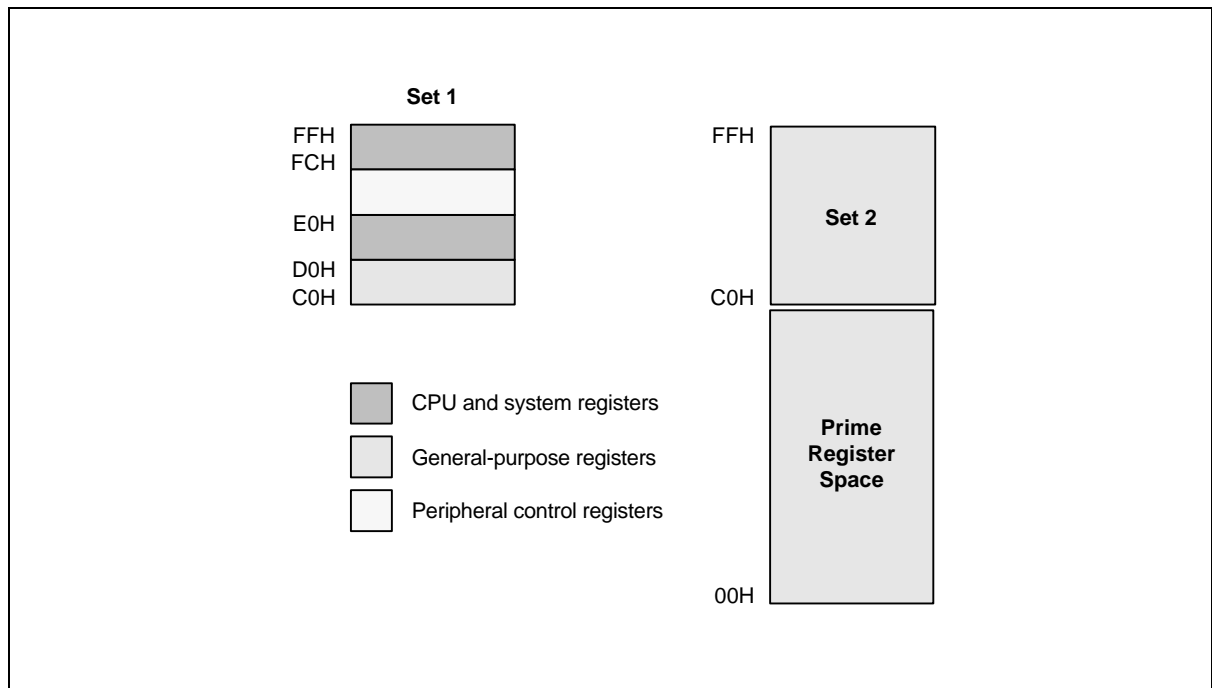 Set 1
FFH
FCH
E0H
D0H
C0H
CPU and system registers
General-purpose registers
Peripheral control registers
FFH
Set 2
C0H
Prime
Register
Space
00H